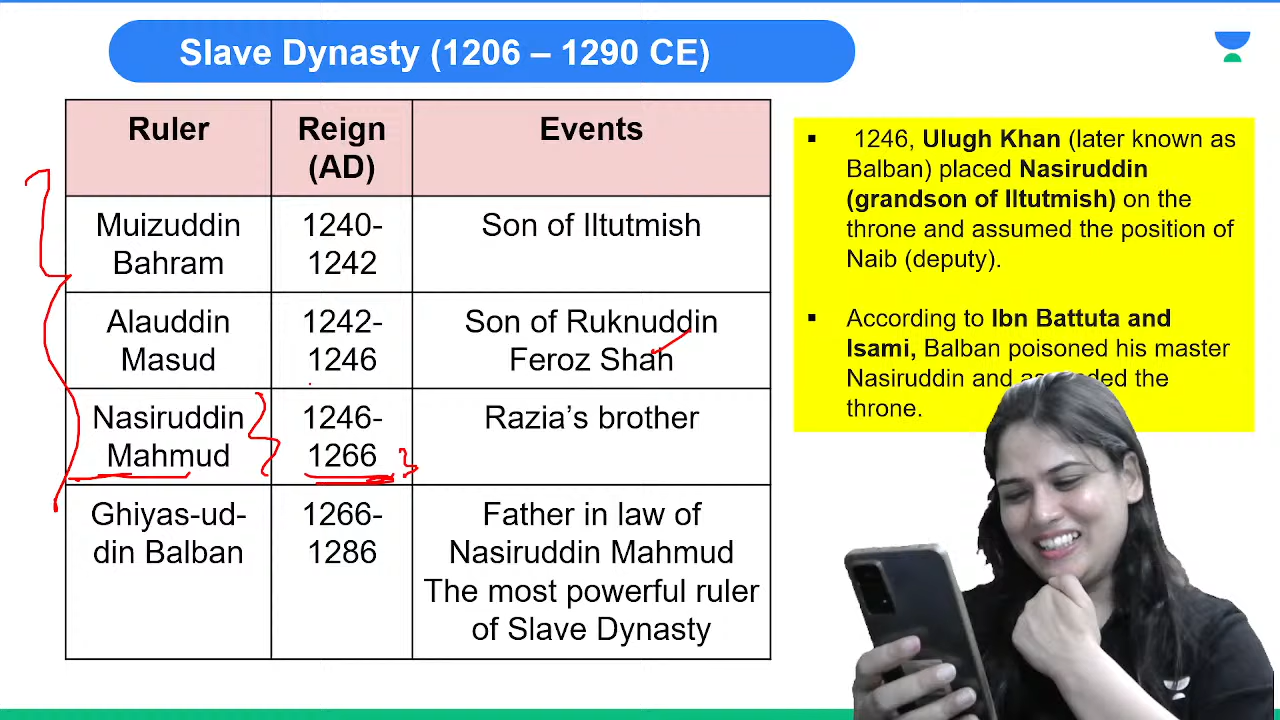 Slave Dynasty (1206 – 1290 CE)
Ruler
Reign
(AD)
Events
Muizuddin
Bahram
1240-
1242
Son of Iltutmish
Alauddin
Masud
1242-
1246
Son of Ruknuddin
Feroz Shah
Nasiruddin
Mahmud
1246-
1266
Razia’s brother
Ghiyas-ud-
din Balban
1266-
1286
Father in law of
Nasiruddin Mahmud
The most powerful ruler
of Slave Dynasty
▪ 1246, Ulugh Khan (later known as
Balban) placed Nasiruddin
(grandson of Iltutmish) on the
throne and assumed the position of
Naib (deputy).
▪ According to Ibn Battuta and
Isami, Balban poisoned his master
Nasiruddin and the
throne.